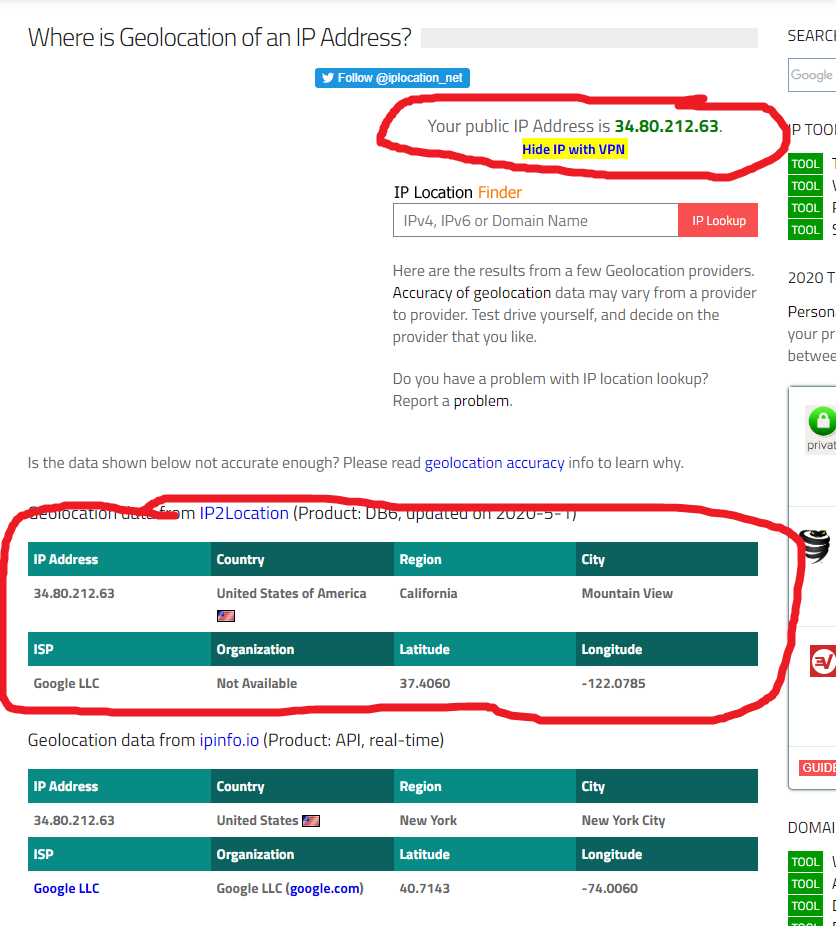 Where is Geolocation of an IP Address?
SEARCH
Follow @iplocation_net
Google
Your public IP Address is 34.80.212.63.
Hide IP with VPN
IP TOO
TOOL
TOOL
TOOL
TOOL
IP Location Finder
IPv4, IPv6 or Domain Name
IP Lookup
Here are the results from a few Geolocation providers.
Accuracy of geolocation data may vary from a provider
to provider. Test drive yourself, and decide on the
provider that you like.
2020 T
Person
your pr
betwee
Do you have a problem with IP location lookup?
Report a problem.
privat
Is the data shown below not accurate enough? Please read geolocation accuracy info to learn why.
Geolocation data from IP2Location (Product: DB6, updated on 2020-5-1)
IP Address Country Region City
34.80.212.63 United States of America California Mountain View
ISP Organization Latitude Longitude
Google LLC Not Available 37.4060 -122.0785
Geolocation data from ipinfo.io (Product: API, real-time)
GUIDE
IP Address Country Region City
34.80.212.63 United States New York New York City
ISP Organization Latitude Longitude
Google LLC Google LLC (google.com) 40.7143 -74.0060
DOMAI
TOOL
TOOL
TOOL